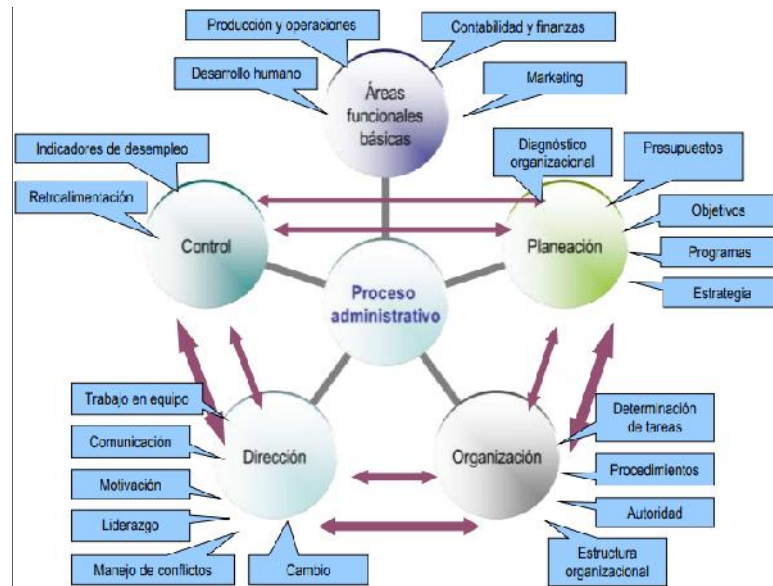 Producción y operaciones
Contabilidad y finanzas
Desarrollo humano
Marketing
Áreas
funcionales
básicas
Indicadores de desempleo
Retroalimentación
Diagnóstico
organizacional
Presupuestos
Objetivos
Programas
Estrategia
Control
Planeación
Proceso
administrativo
Trabajo en equipo
Comunicación
Motivación
Liderazgo
Manejo de conflictos
Cambio
Dirección
Organización
Determinación
de tareas
Procedimientos
Autoridad
Estructura
organizacional